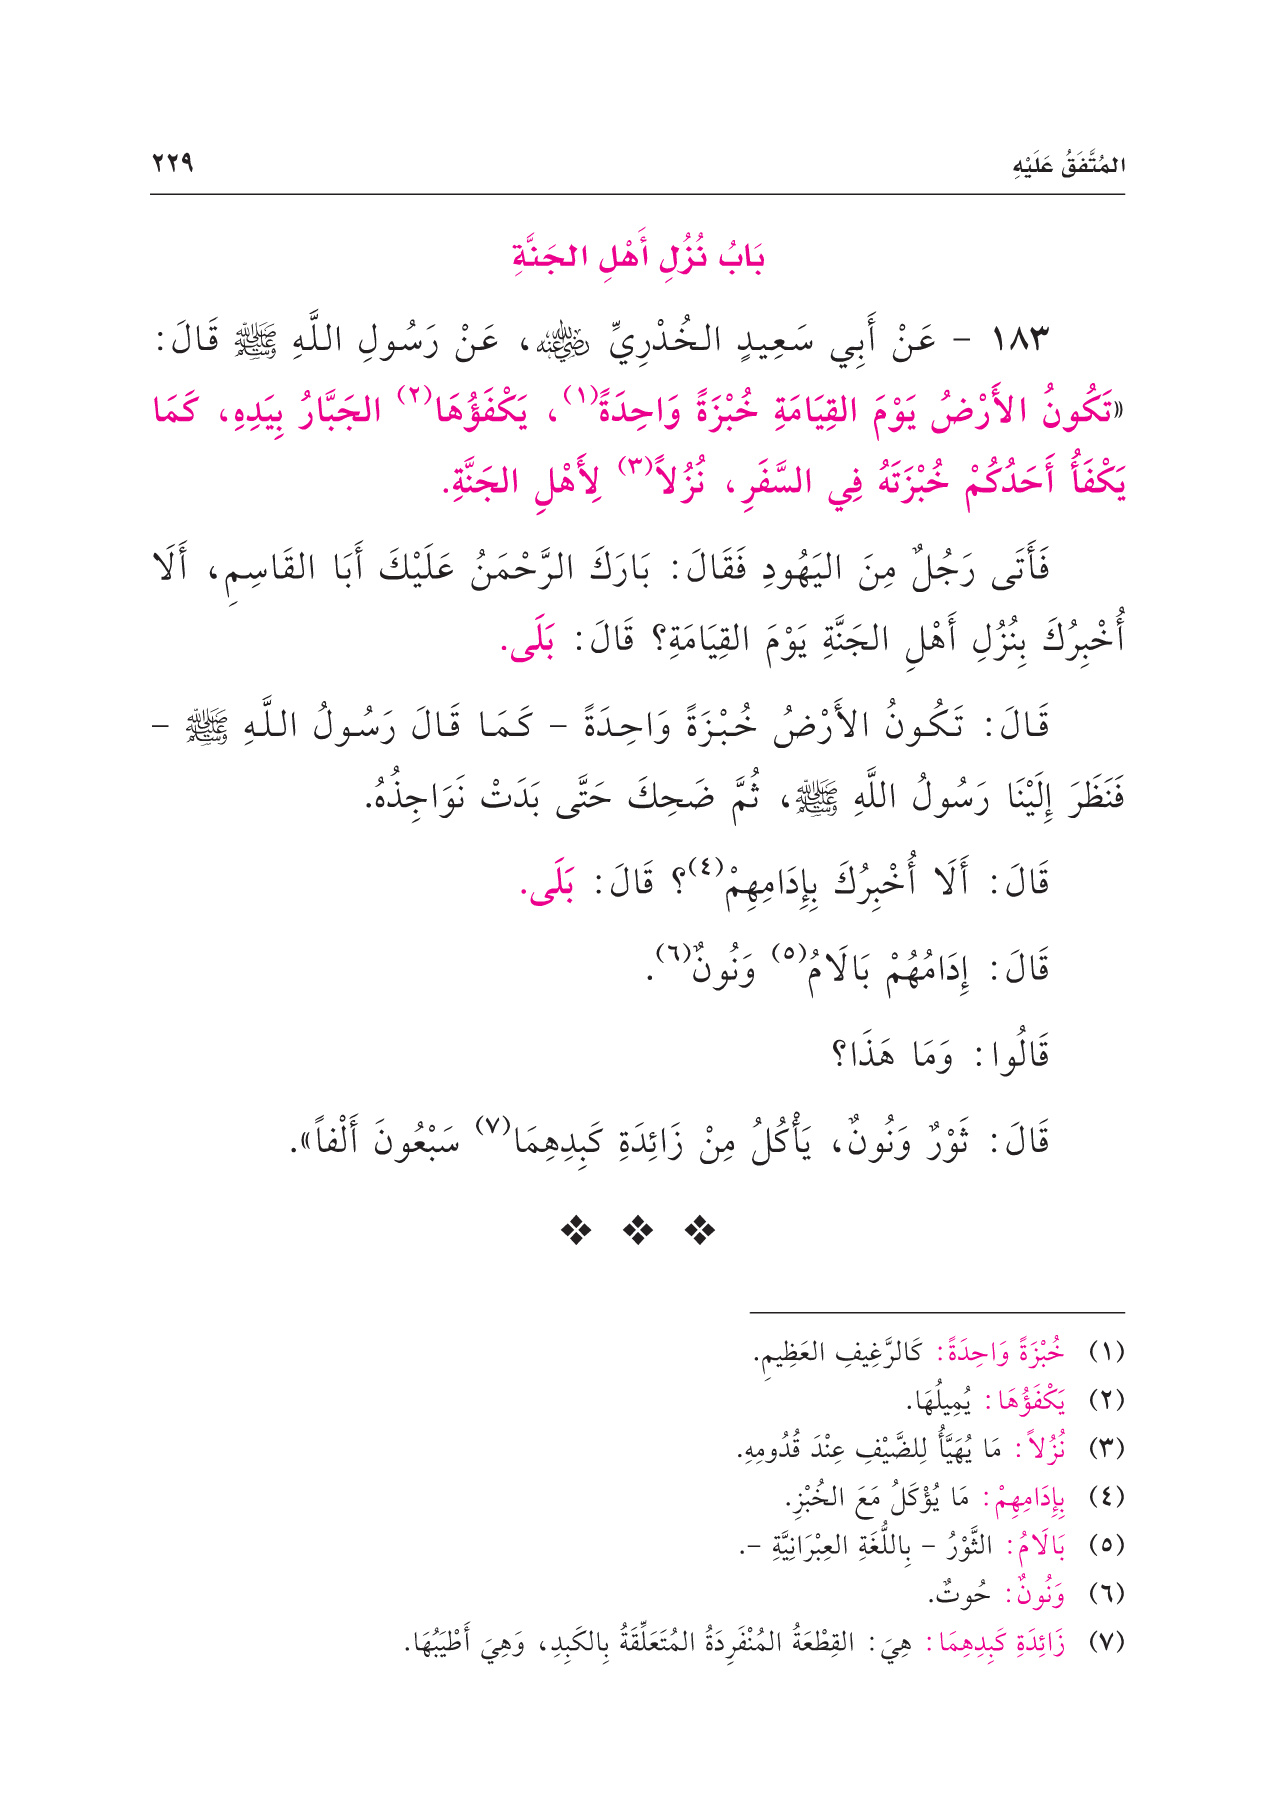 المُتَّفَقُ عَلَيْهِ ٢٢٩
بَابُ نُزُلِ أَهْلِ الجَنَّةِ
١٨٣ - عَنْ أَبِي سَعِيدٍ الخُدْرِيِّ رضي الله عنه، عَنْ رَسُولِ اللَّهِ ﷺ قَالَ:
«تَكُونُ الأَرْضُ يَوْمَ القِيَامَةِ خُبْزَةً وَاحِدَةً(١)، يَكْفَؤُهَا(٢) الجَبَّارُ بِيَدِهِ، كَمَا
يَكْفَأُ أَحَدُكُمْ خُبْزَتَهُ فِي السَّفَرِ، نُزُلاً(٣) لِأَهْلِ الجَنَّةِ.
فَأَتَى رَجُلٌ مِنَ اليَهُودِ فَقَالَ: بَارَكَ الرَّحْمَنُ عَلَيْكَ أَبَا القَاسِمِ، أَلَا
أُخْبِرُكَ بِنُزُلِ أَهْلِ الجَنَّةِ يَوْمَ القِيَامَةِ؟ قَالَ: بَلَى.
قَالَ: تَكُونُ الأَرْضُ خُبْزَةً وَاحِدَةً - كَمَا قَالَ رَسُولُ اللَّهِ ﷺ -
فَنَظَرَ إِلَيْنَا رَسُولُ اللَّهِ ﷺ، ثُمَّ ضَحِكَ حَتَّى بَدَتْ نَوَاجِذُهُ.
قَالَ: أَلَا أُخْبِرُكَ بِإِدَامِهِمْ(٤)؟ قَالَ: بَلَى.
قَالَ: إِدَامُهُمْ بَالَامُ(٥) وَنُونٌ(٦).
قَالُوا: وَمَا هَذَا؟
قَالَ: ثَوْرٌ وَنُونٌ، يَأْكُلُ مِنْ زَائِدَةِ كَبِدِهِمَا(٧) سَبْعُونَ أَلْفاً».
(١) خُبْزَةً وَاحِدَةً: كَالرَّغِيفِ العَظِيمِ.
(٢) يَكْفَؤُهَا: يُمِيلُهَا.
(٣) نُزُلاً: مَا يُهَيَّأُ لِلضَّيْفِ عِنْدَ قُدُومِهِ.
(٤) بِإِدَامِهِمْ: مَا يُؤْكَلُ مَعَ الخُبْزِ.
(٥) بَالَامُ: الثَّوْرُ - بِاللُّغَةِ العِبْرَانِيَّةِ -.
(٦) وَنُونٌ: حُوتٌ.
(٧) زَائِدَةِ كَبِدِهِمَا: هِيَ: القِطْعَةُ المُنْفَرِدَةُ المُتَعَلِّقَةُ بِالكَبِدِ، وَهِيَ أَطْيَبُهَا.